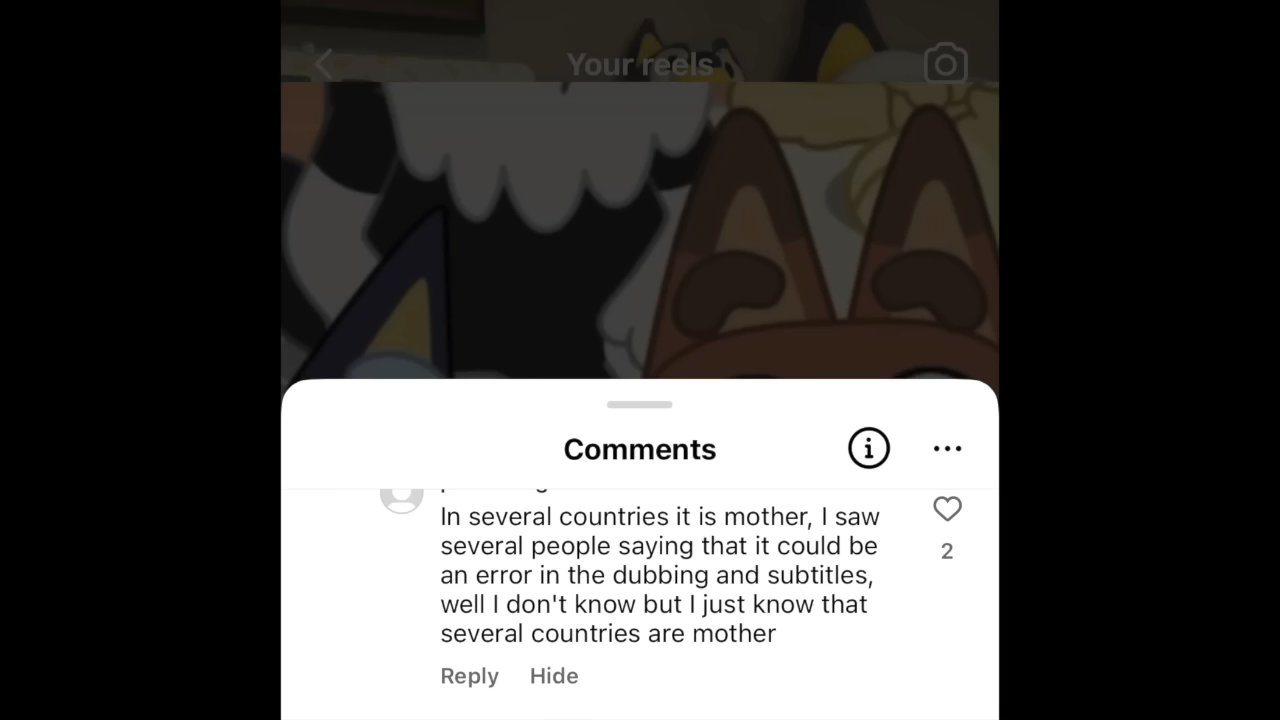 Your reels
Comments
In several countries it is mother, I saw
several people saying that it could be
an error in the dubbing and subtitles,
well I don't know but I just know that
several countries are mother
2
Reply Hide